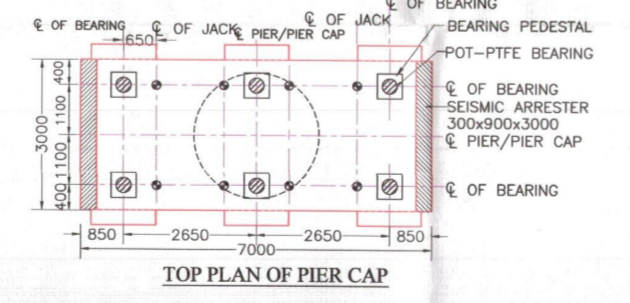 ℄ OF BEARING
℄ OF BEARING
℄ OF JACK
℄ OF JACK
℄ PIER/PIER CAP
650
BEARING PEDESTAL
POT-PTFE BEARING
℄ OF BEARING
SEISMIC ARRESTER
300x900x3000
℄ PIER/PIER CAP
℄ OF BEARING
400
1100
3000
1100
400
850
2650
2650
850
7000
TOP PLAN OF PIER CAP